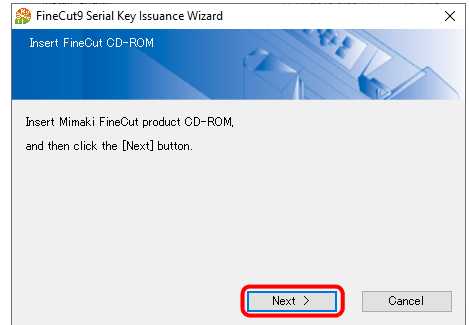 FineCut9 Serial Key Issuance Wizard
Insert FineCut CD-ROM
Insert Mimaki FineCut product CD-ROM,
and then click the [Next] button.
Next >
Cancel